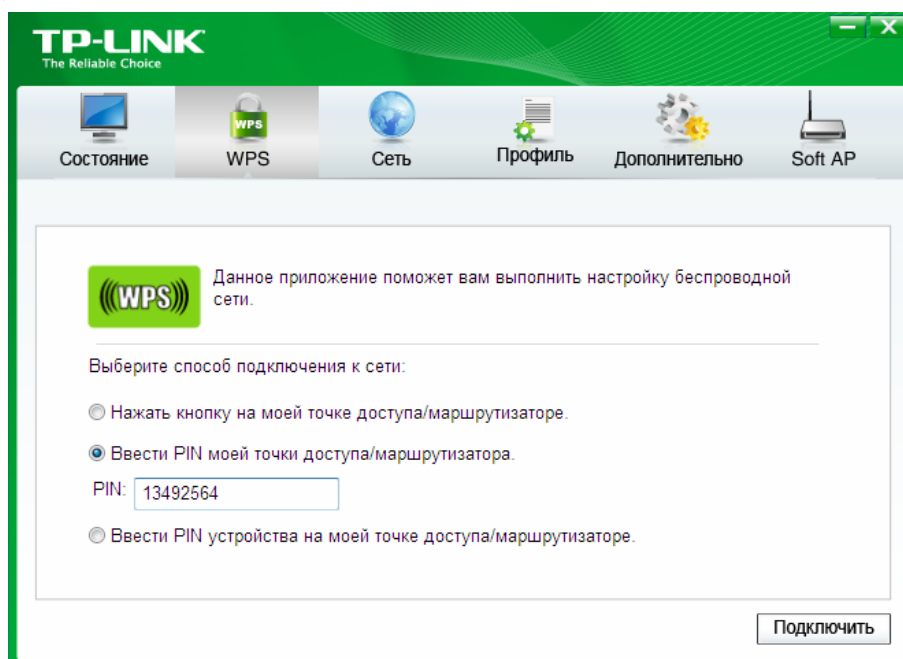 TP-LINK
The Reliable Choice
Состояние
WPS
WPS
Сеть
Профиль
Дополнительно
Soft AP
(((WPS)))
Данное приложение поможет вам выполнить настройку беспроводной
сети.
Выберите способ подключения к сети:
Нажать кнопку на моей точке доступа/маршрутизаторе.
Ввести PIN моей точки доступа/маршрутизатора.
PIN: 13492564
Ввести PIN устройства на моей точке доступа/маршрутизаторе.
Подключить